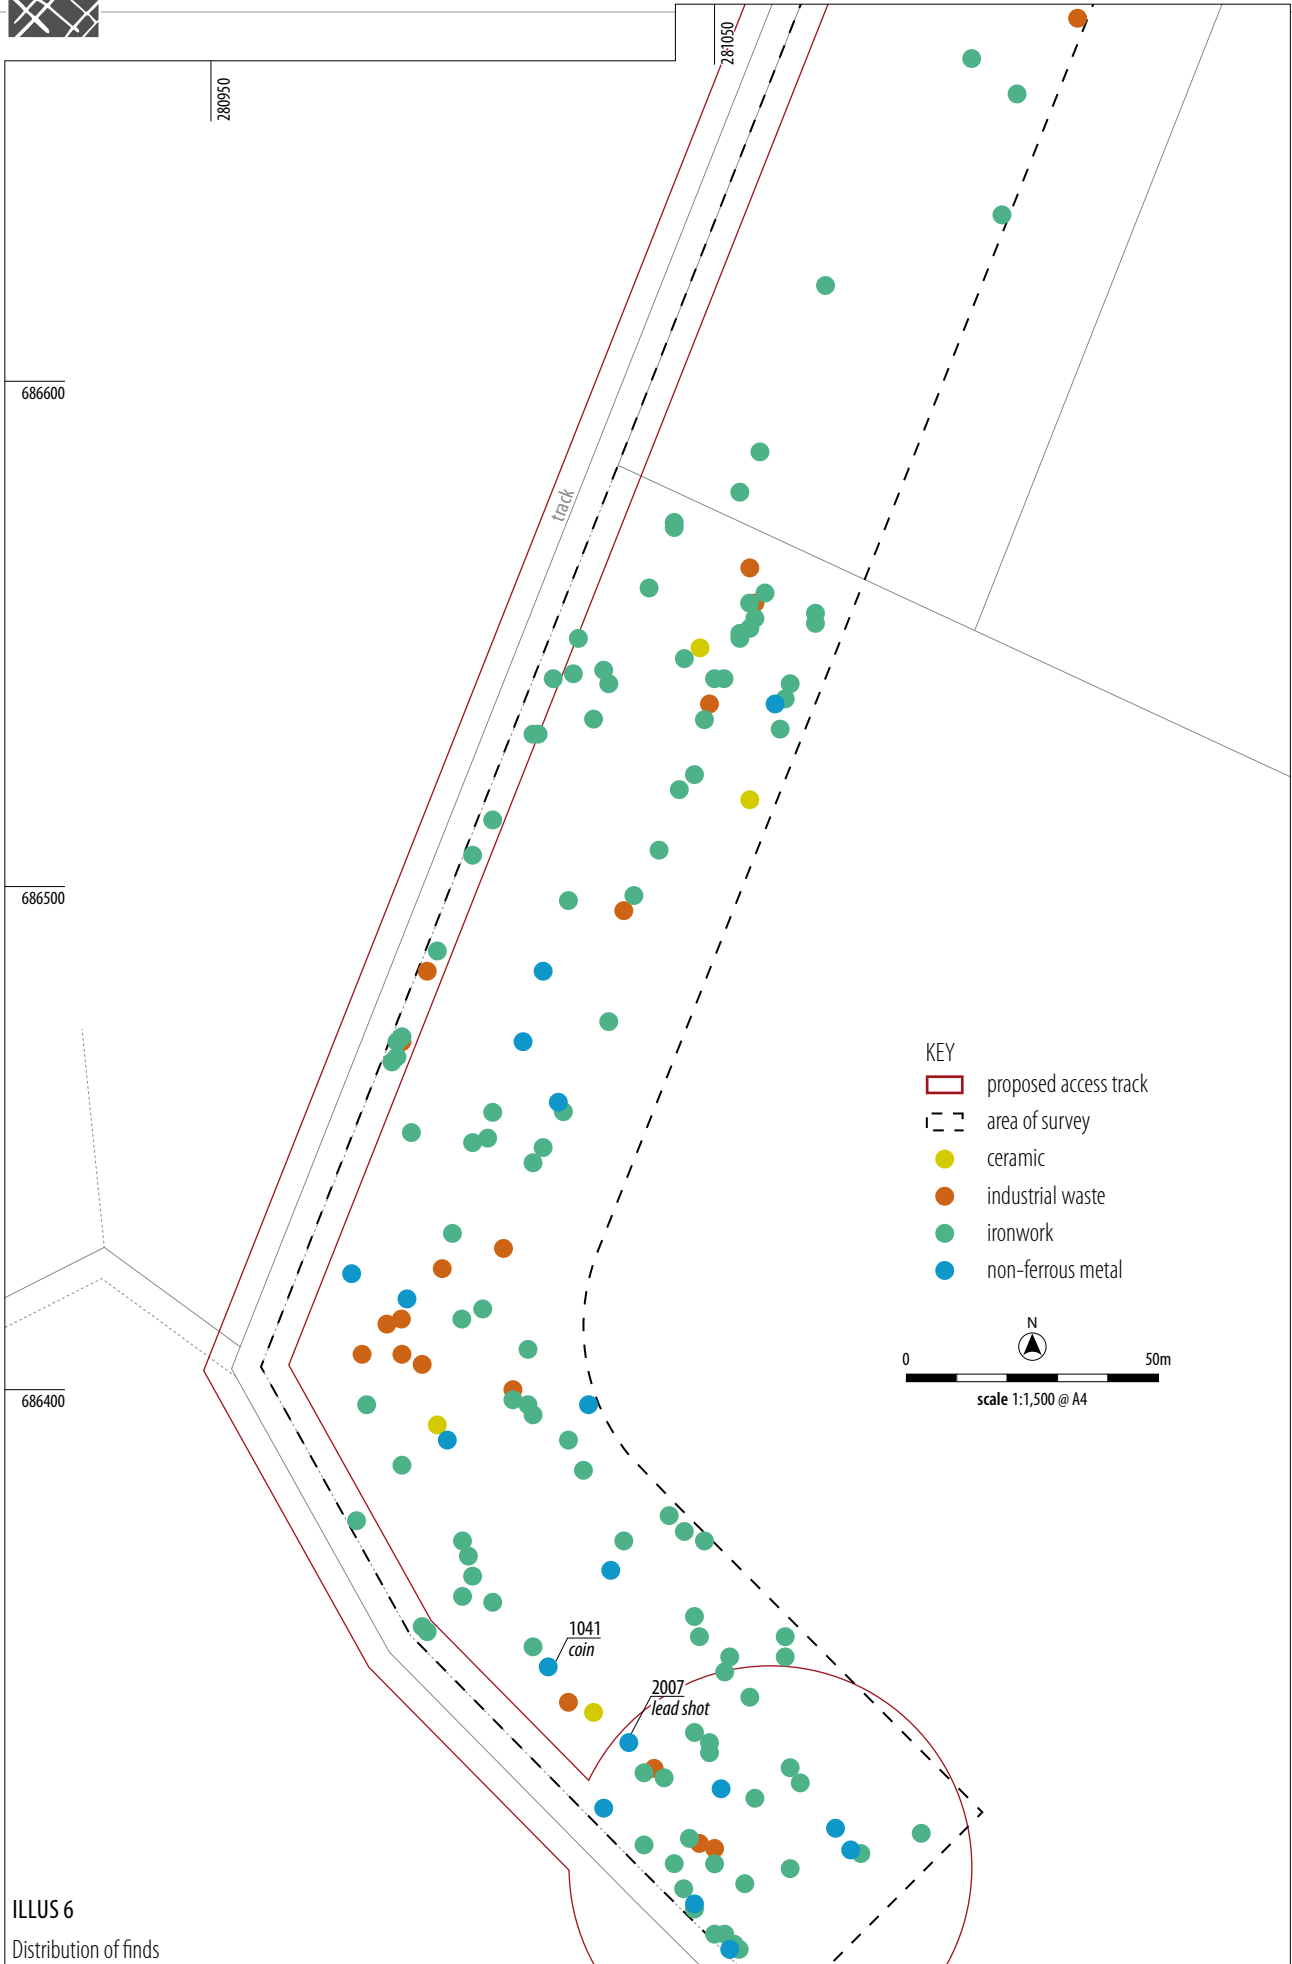 281050
280950
686600
track
686500
KEY
proposed access track
area of survey
ceramic
industrial waste
ironwork
non-ferrous metal
N
0 50m
scale 1:1,500 @ A4
686400
1041
coin
2007
lead shot
ILLUS 6
Distribution of finds